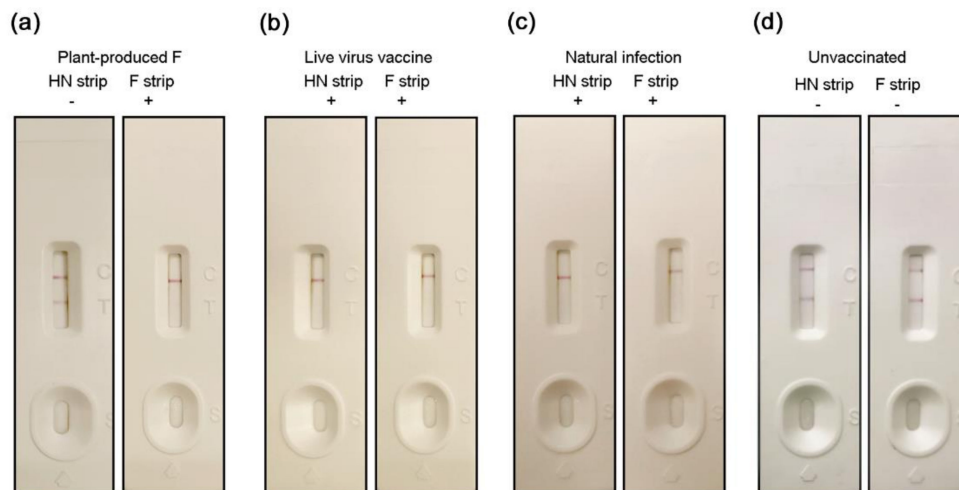 (a)
Plant-produced F
HN strip F strip
- +
C
T
S
(b)
Live virus vaccine
HN strip F strip
+ +
C
T
S
(c)
Natural infection
HN strip F strip
+ +
C
T
S
(d)
Unvaccinated
HN strip F strip
- -
C
T
S
C
T
S